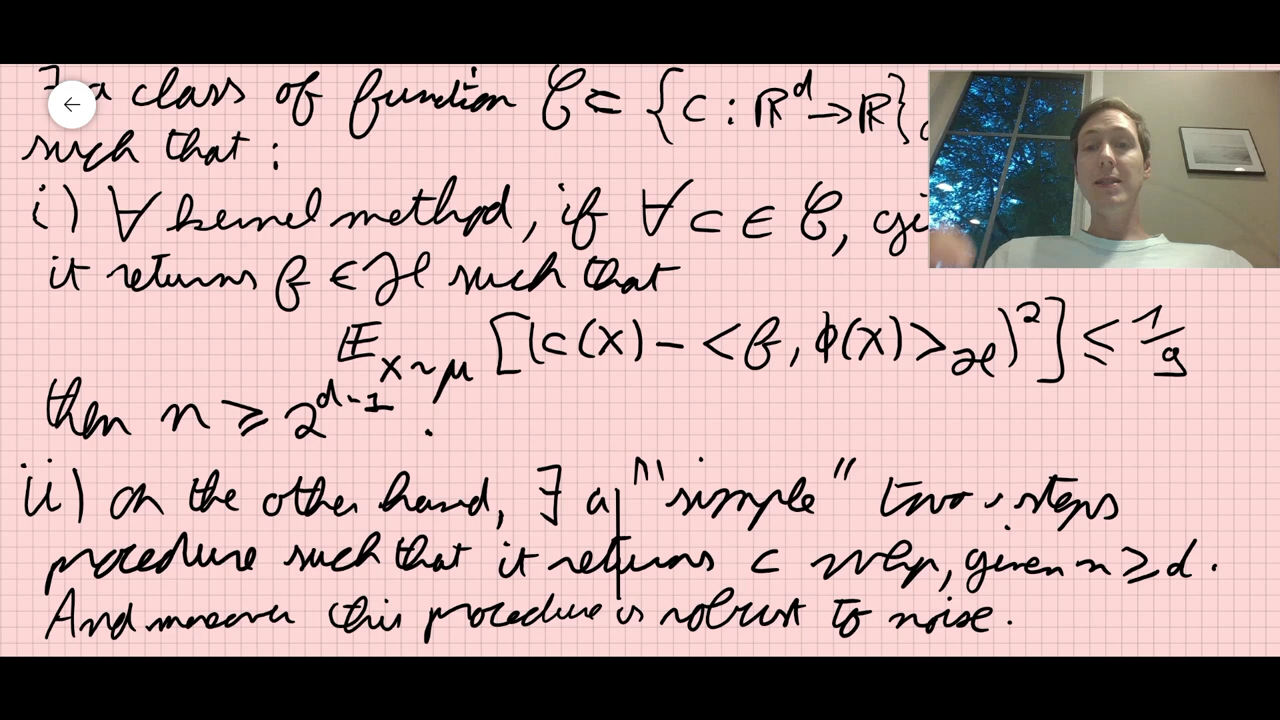 ∃ a class of function 𝒞 ⊂ {c : ℝ^d → ℝ},
such that :
i) ∀ kernel method, if ∀ c ∈ 𝒞, gi
it returns f ∈ ℋ such that
𝔼_{X∼μ} [(c(X) − <f, φ(X)>_ℋ)^2] ≤ 1/9
then n ≥ 2^{d-1}.
ii) On the other hand, ∃ a "simple" two-steps
procedure such that it returns c whp, given n ≥ d.
And moreover this procedure is robust to noise.